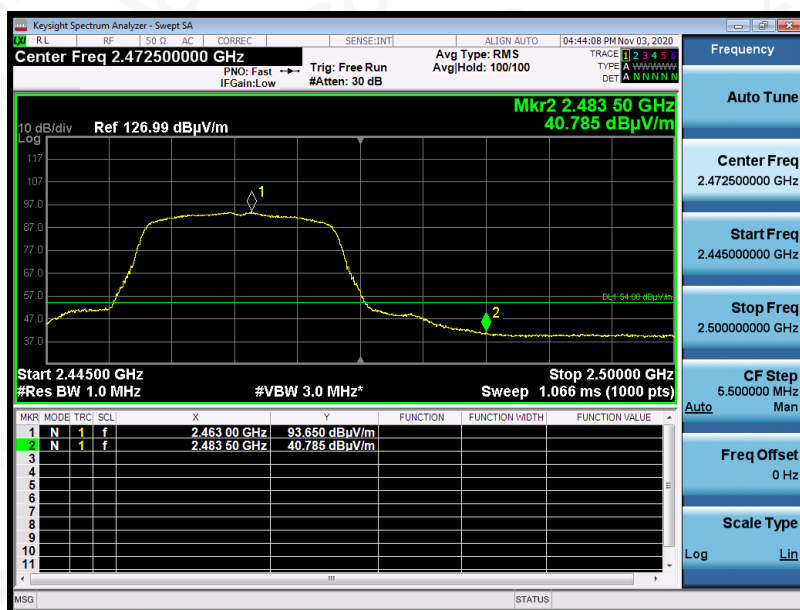 Keysight Spectrum Analyzer - Swept SA
LXI RL RF 50 Ω AC CORREC SENSE:INT ALIGN AUTO 04:44:08 PM Nov 03, 2020
Center Freq 2.472500000 GHz
PNO: Fast
IFGain:Low
Trig: Free Run
#Atten: 30 dB
Avg Type: RMS
Avg|Hold: 100/100
TRACE 1 2 3 4 5 6
TYPE A WWWWW
DET A N N N N N
Mkr2 2.483 50 GHz
40.785 dBµV/m
10 dB/div Ref 126.99 dBµV/m
Log
117
107
97.0
87.0
77.0
67.0
57.0
47.0
37.0
1
2
DL1 54.00 dBµV/m
Start 2.44500 GHz Stop 2.50000 GHz
#Res BW 1.0 MHz #VBW 3.0 MHz* Sweep 1.066 ms (1000 pts)
MKR MODE TRC SCL X Y FUNCTION FUNCTION WIDTH FUNCTION VALUE
1 N 1 f 2.463 00 GHz 93.650 dBµV/m
2 N 1 f 2.483 50 GHz 40.785 dBµV/m
3
4
5
6
7
8
9
10
11
MSG STATUS
Frequency
Auto Tune
Center Freq
2.472500000 GHz
Start Freq
2.445000000 GHz
Stop Freq
2.500000000 GHz
CF Step
5.500000 MHz
Auto Man
Freq Offset
0 Hz
Scale Type
Log Lin